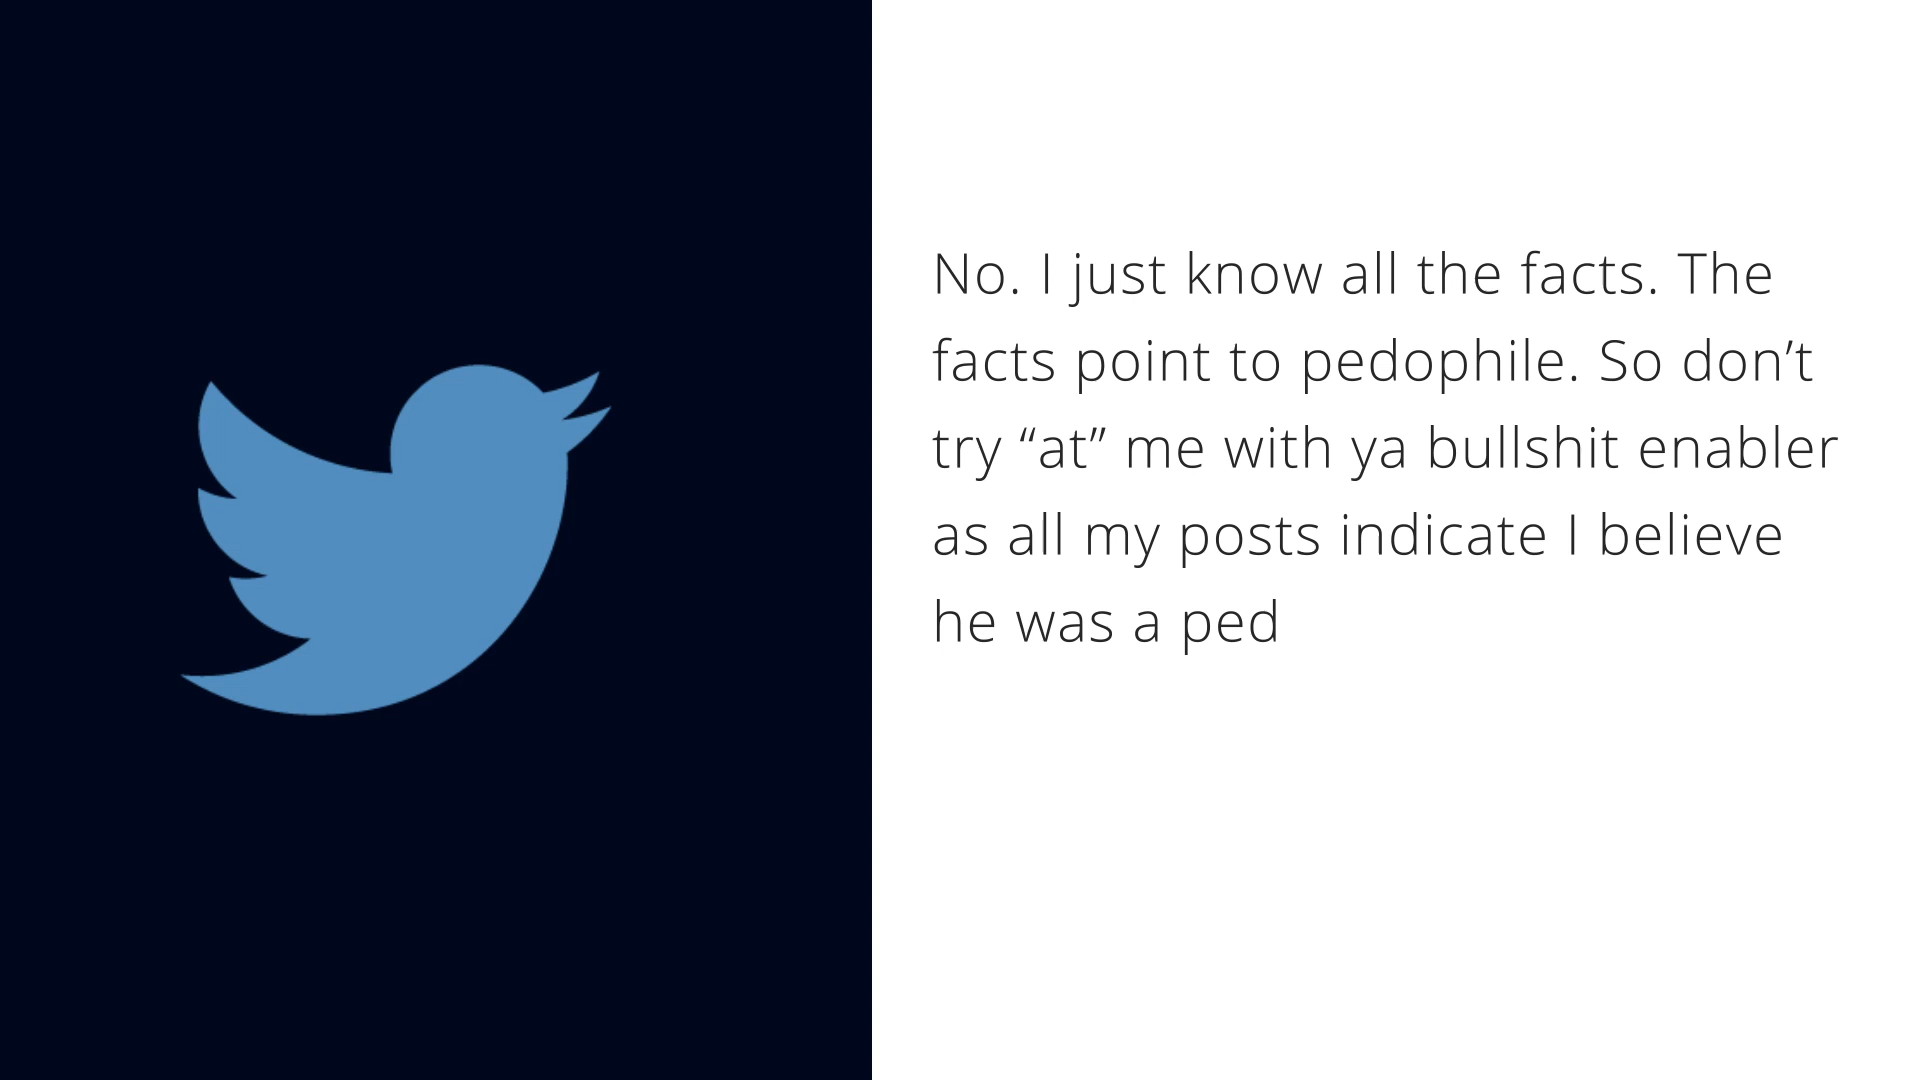 No. I just know all the facts. The
facts point to pedophile. So don’t
try “at” me with ya bullshit enabler
as all my posts indicate I believe
he was a ped